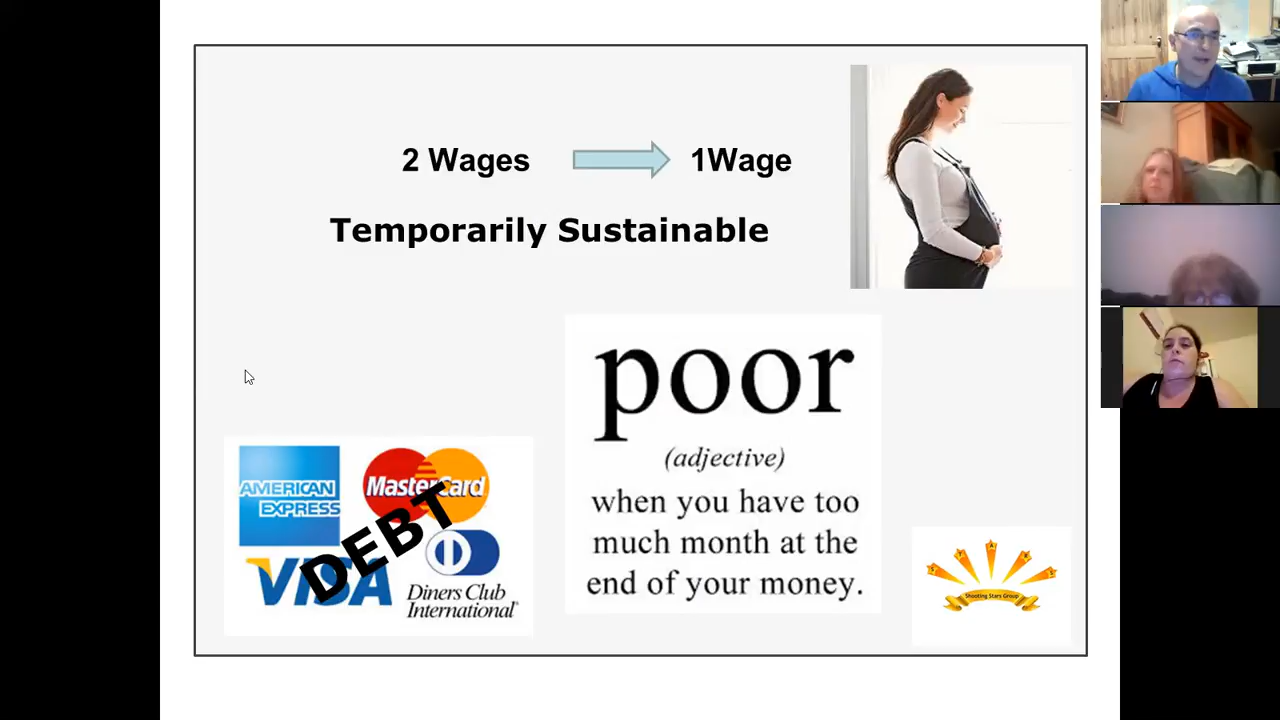 2 Wages
1Wage
Temporarily Sustainable
poor
(adjective)
when you have too
much month at the
end of your money.
AMERICAN
EXPRESS
MasterCard
DEBT
VISA
Diners Club
International®
STARS
Shooting Stars Group